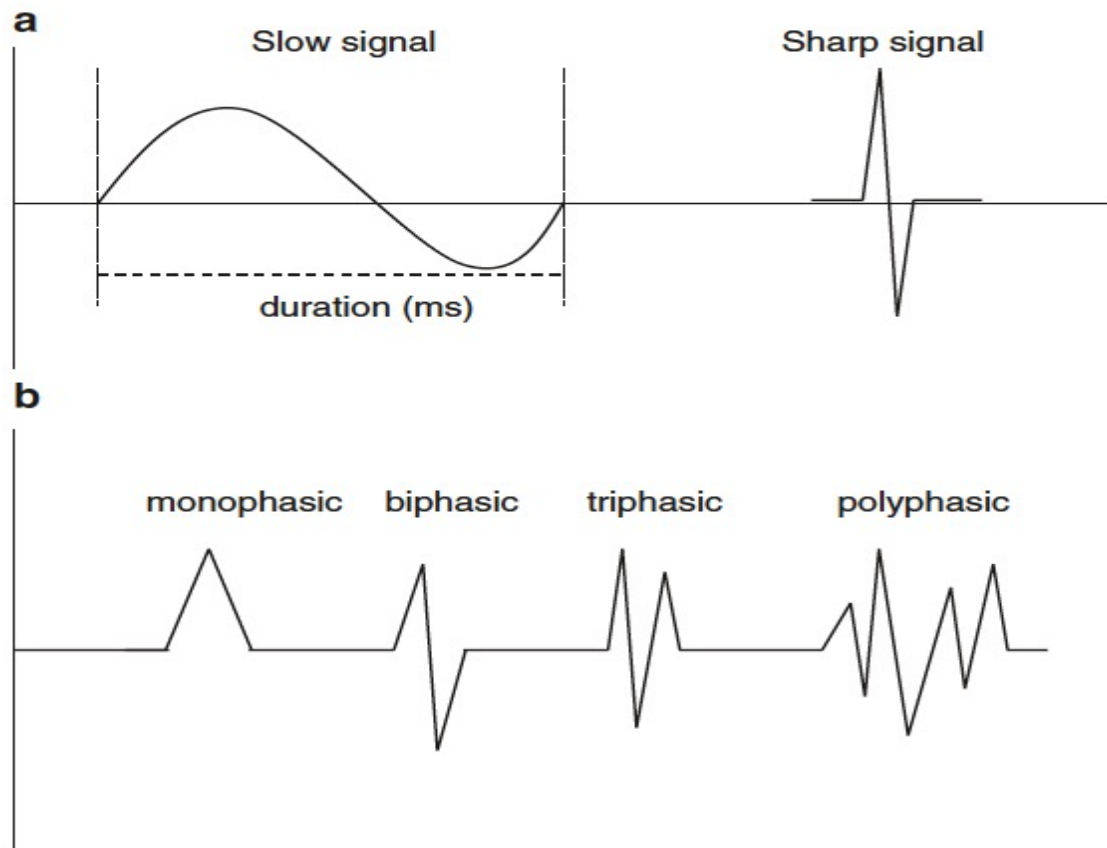 a
Slow signal Sharp signal
duration (ms)
b
monophasic biphasic triphasic polyphasic